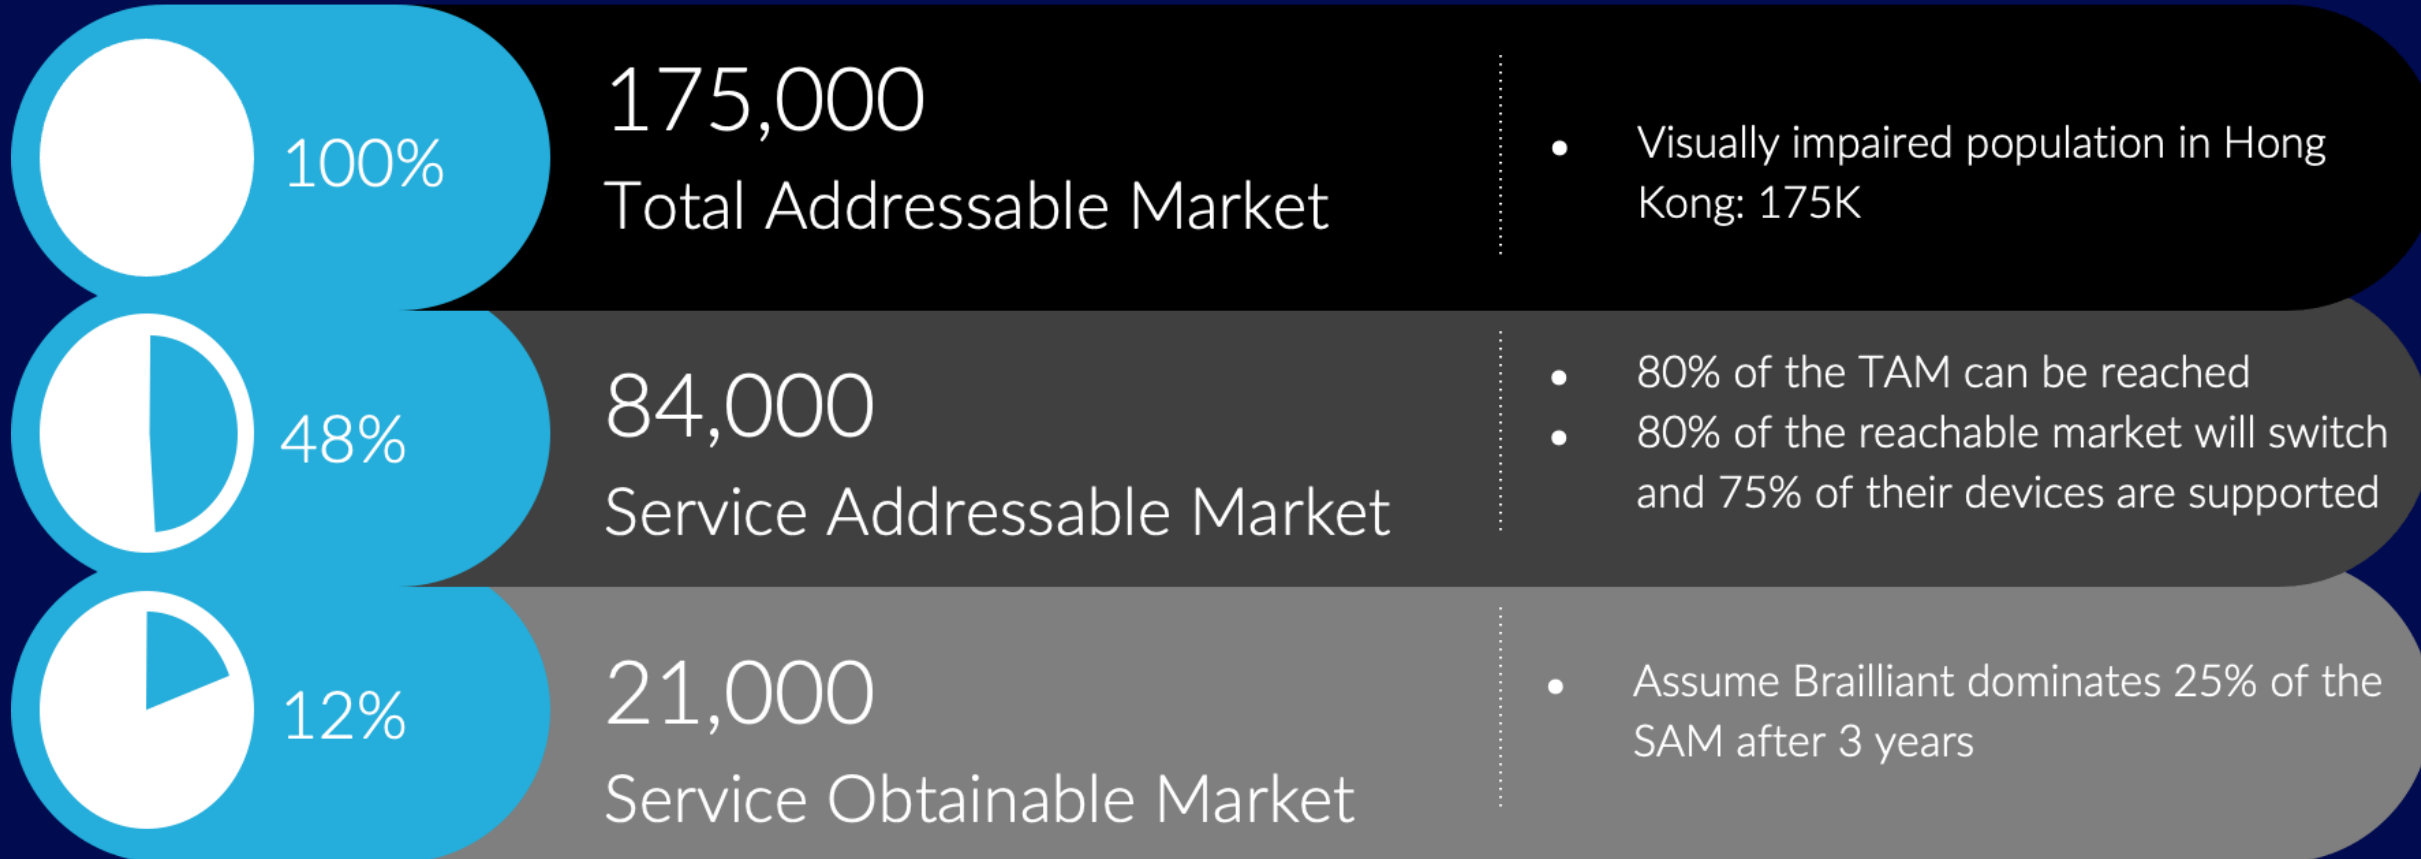 100%
175,000
Total Addressable Market
• Visually impaired population in Hong
Kong: 175K
48%
84,000
Service Addressable Market
• 80% of the TAM can be reached
• 80% of the reachable market will switch
and 75% of their devices are supported
12%
21,000
Service Obtainable Market
• Assume Brailliant dominates 25% of the
SAM after 3 years